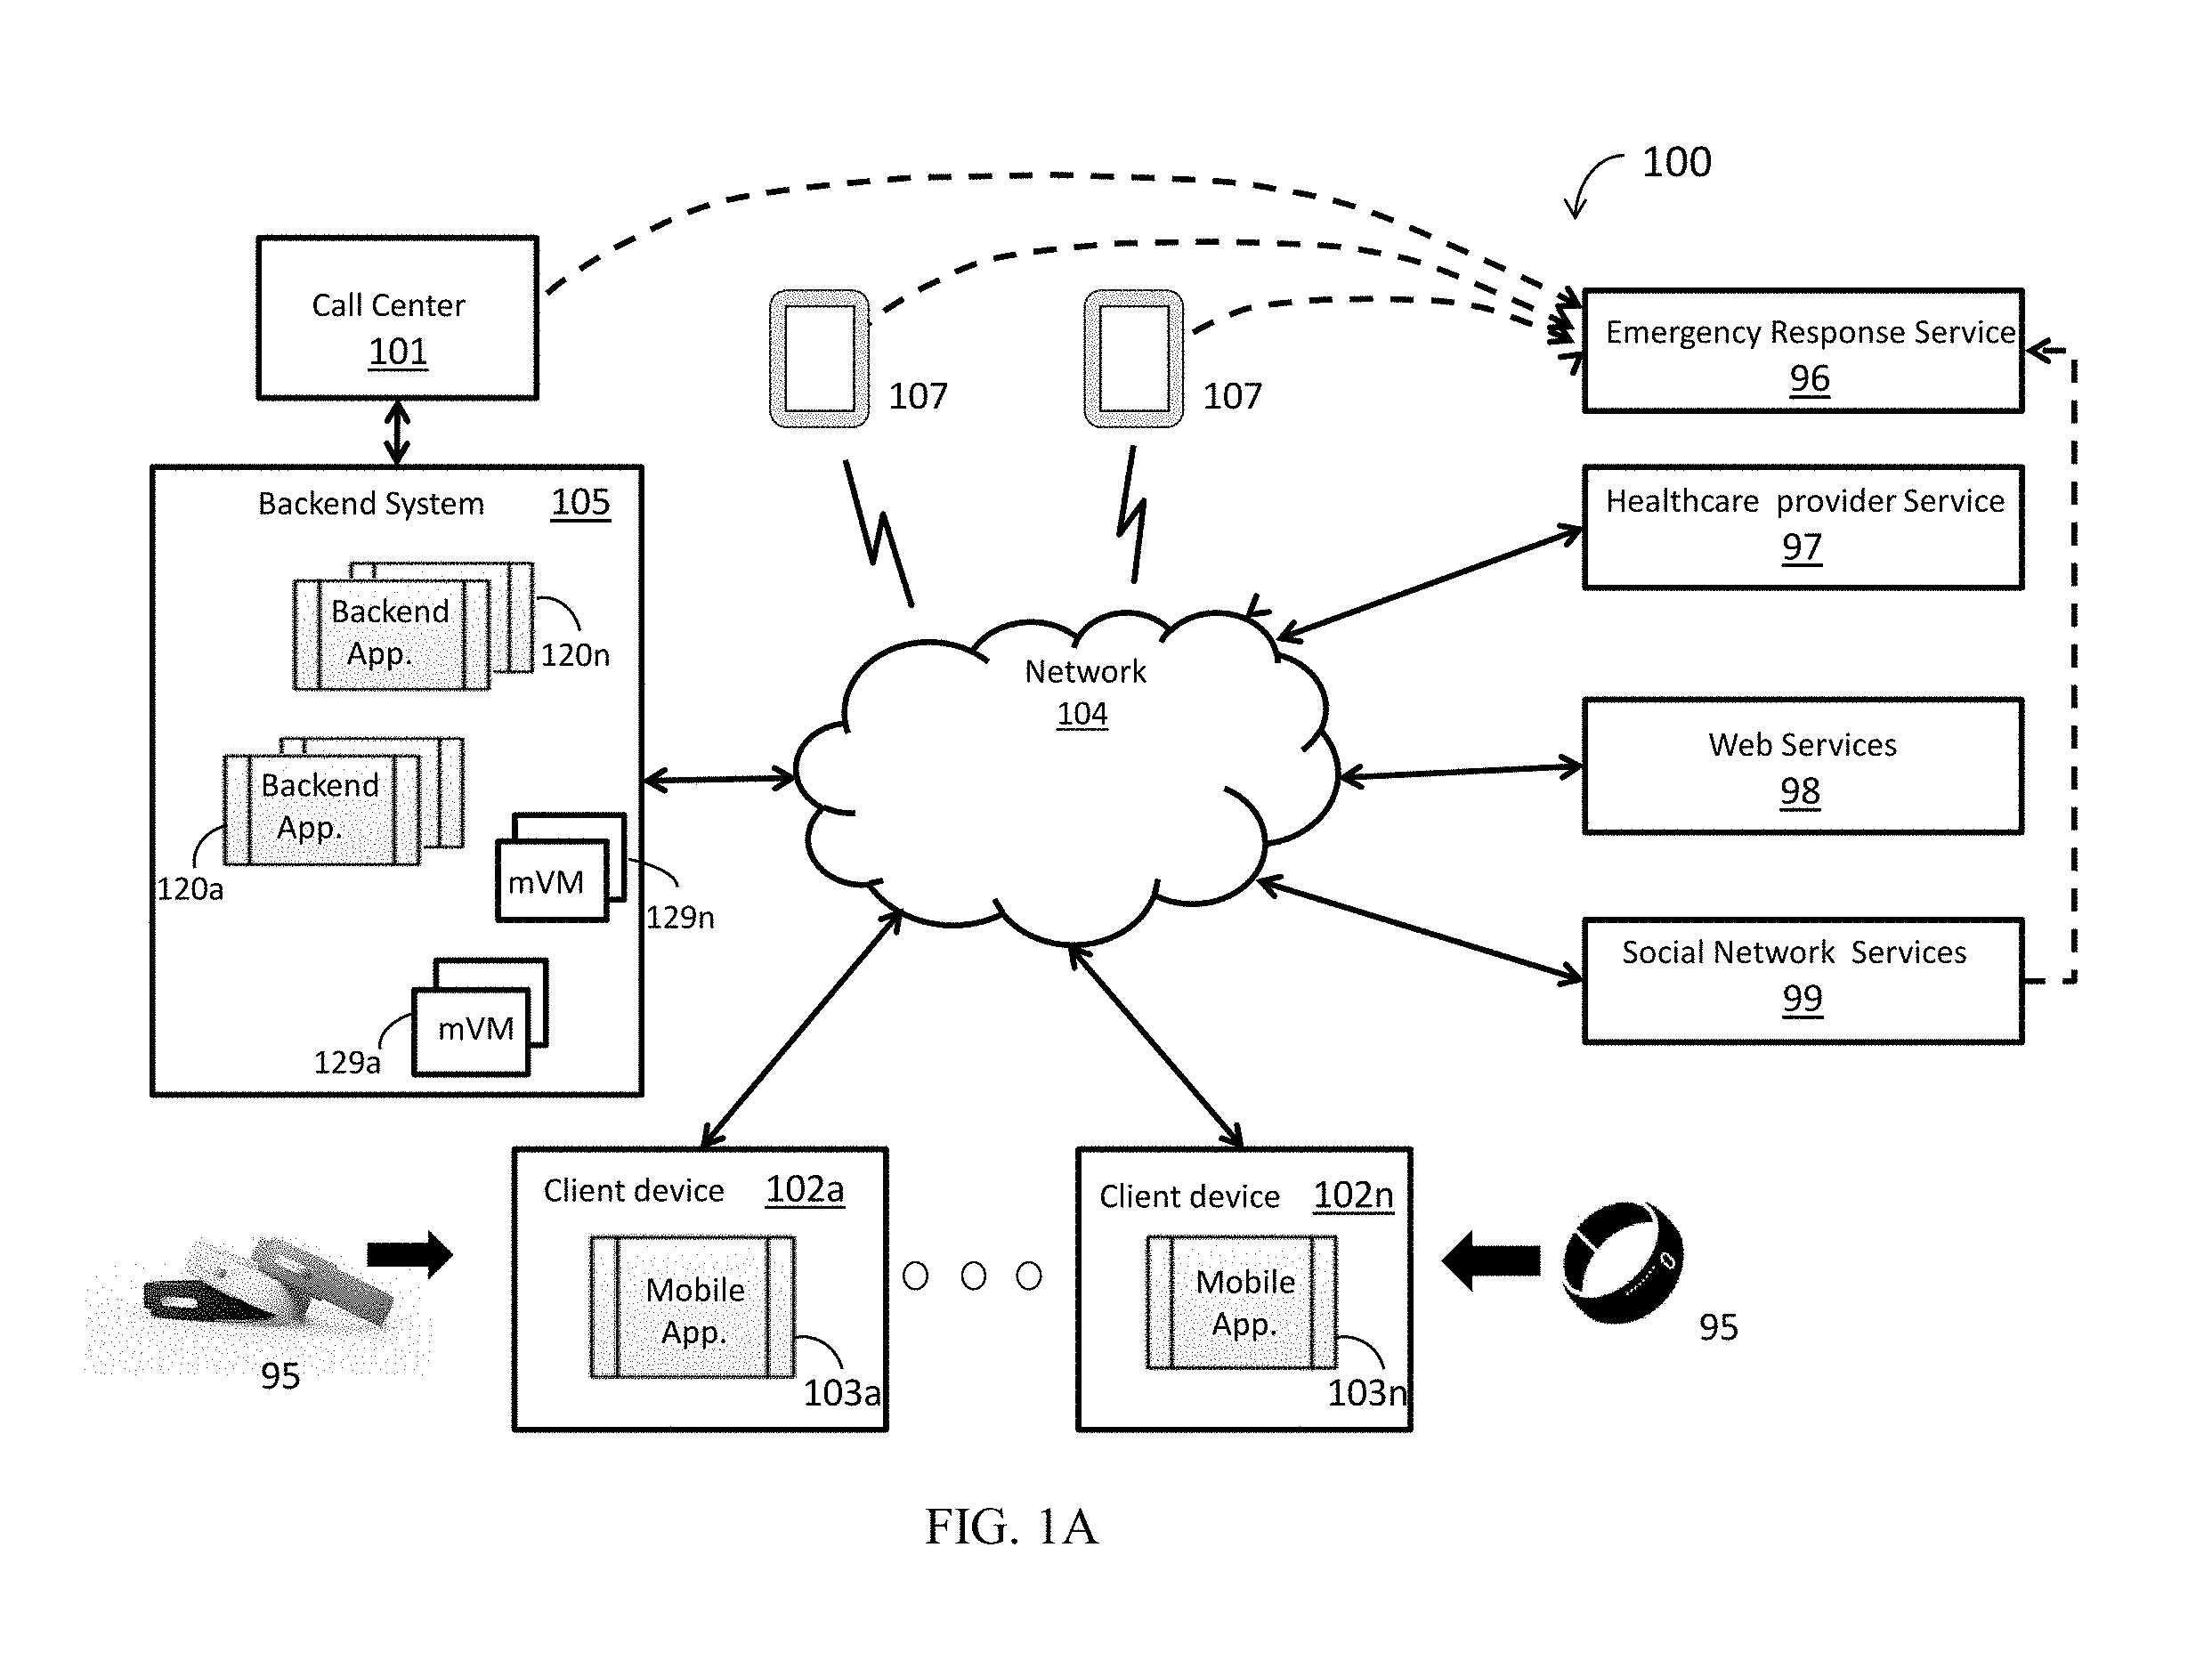 100
Call Center
101
107
107
Emergency Response Service
96
Backend System 105
Healthcare provider Service
97
Backend
App.
120n
Network
104
Web Services
98
Backend
App.
120a
mVM
129n
Social Network Services
99
mVM
129a
Client device 102a
Client device 102n
Mobile
App.
103a
Mobile
App.
103n
95
95
FIG. 1A